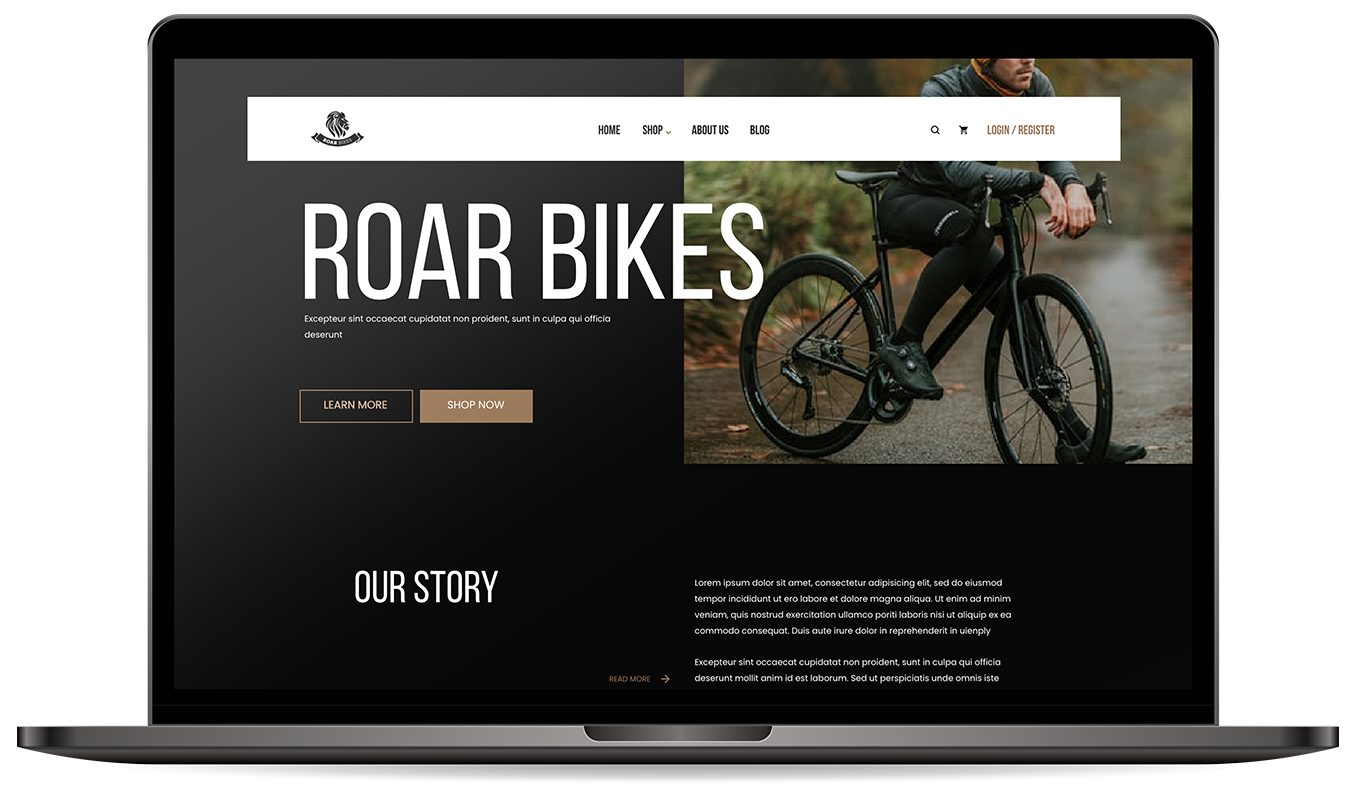 ROAR BIKES
HOME SHOP ABOUT US BLOG LOGIN / REGISTER
ROAR BIKES
Excepteur sint occaecat cupidatat non proident, sunt in culpa qui officia
deserunt
LEARN MORE SHOP NOW
OUR STORY
Lorem ipsum dolor sit amet, consectetur adipisicing elit, sed do eiusmod
tempor incididunt ut ero labore et dolore magna aliqua. Ut enim ad minim
veniam, quis nostrud exercitation ullamco poriti laboris nisi ut aliquip ex ea
commodo consequat. Duis aute irure dolor in reprehenderit in uienply
Excepteur sint occaecat cupidatat non proident, sunt in culpa qui officia
READ MORE deserunt mollit anim id est laborum. Sed ut perspiciatis unde omnis iste